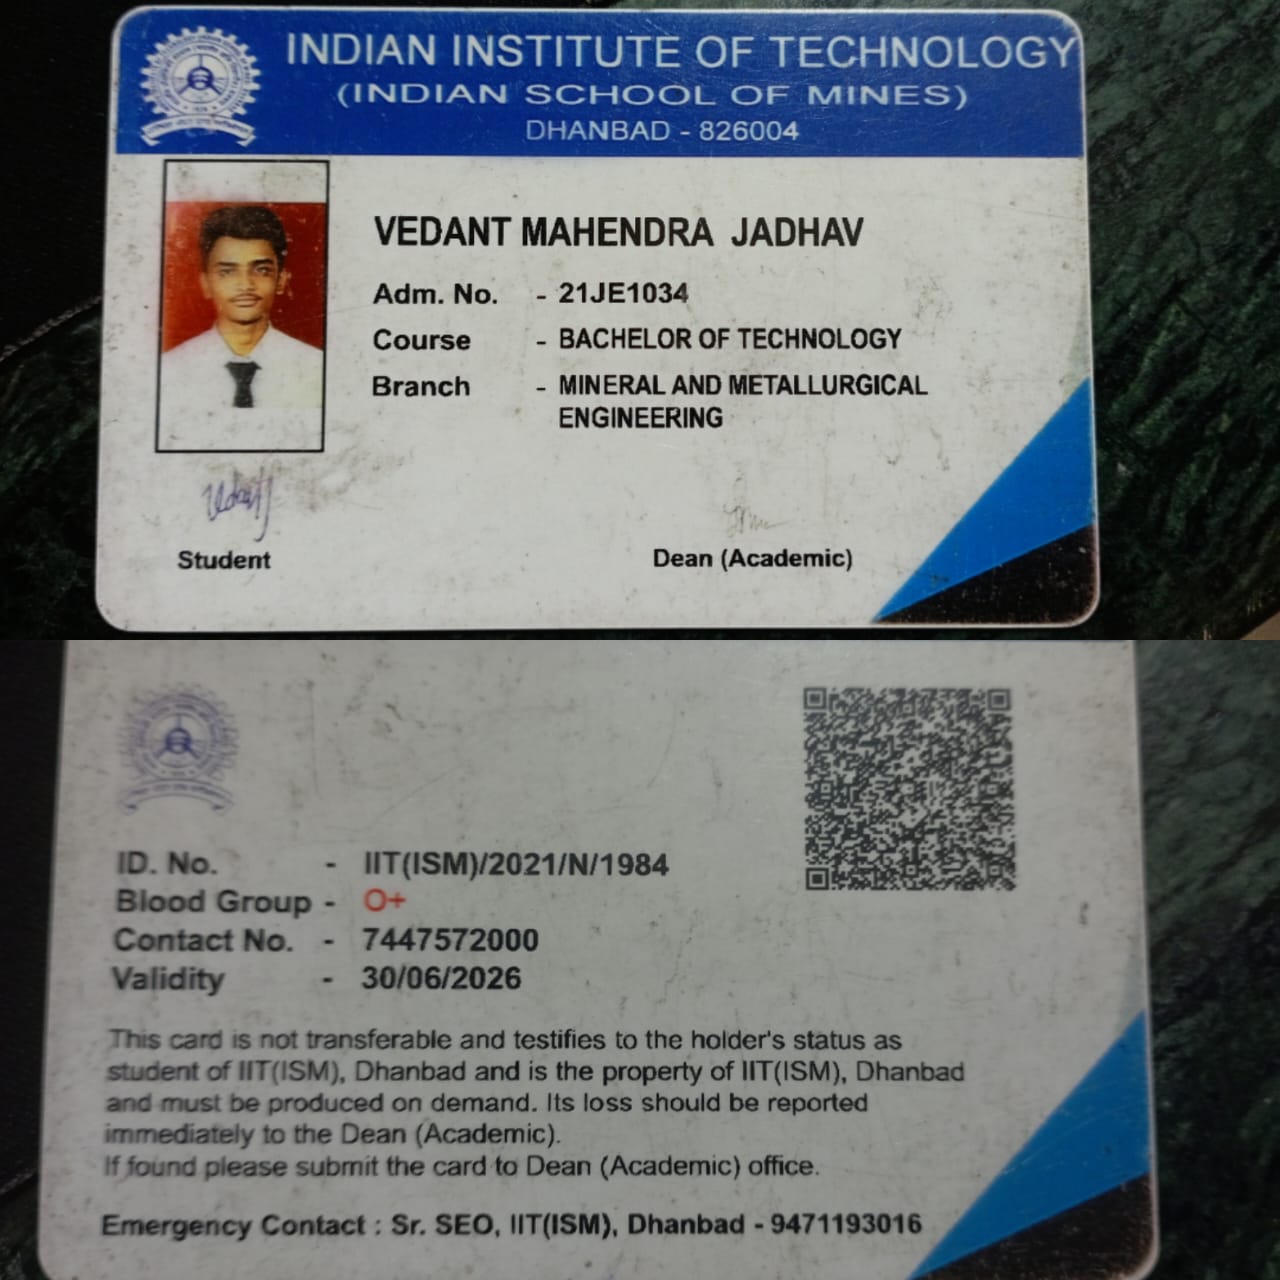 INDIAN INSTITUTE OF TECHNOLOGY
(INDIAN SCHOOL OF MINES)
DHANBAD - 826004
VEDANT MAHENDRA JADHAV
Adm. No. - 21JE1034
Course - BACHELOR OF TECHNOLOGY
Branch - MINERAL AND METALLURGICAL
ENGINEERING
Student Dean (Academic)
ID. No. - IIT(ISM)/2021/N/1984
Blood Group - O+
Contact No. - 7447572000
Validity - 30/06/2026
This card is not transferable and testifies to the holder's status as
student of IIT(ISM), Dhanbad and is the property of IIT(ISM), Dhanbad
and must be produced on demand. Its loss should be reported
immediately to the Dean (Academic).
If found please submit the card to Dean (Academic) office.
Emergency Contact : Sr. SEO, IIT(ISM), Dhanbad - 9471193016